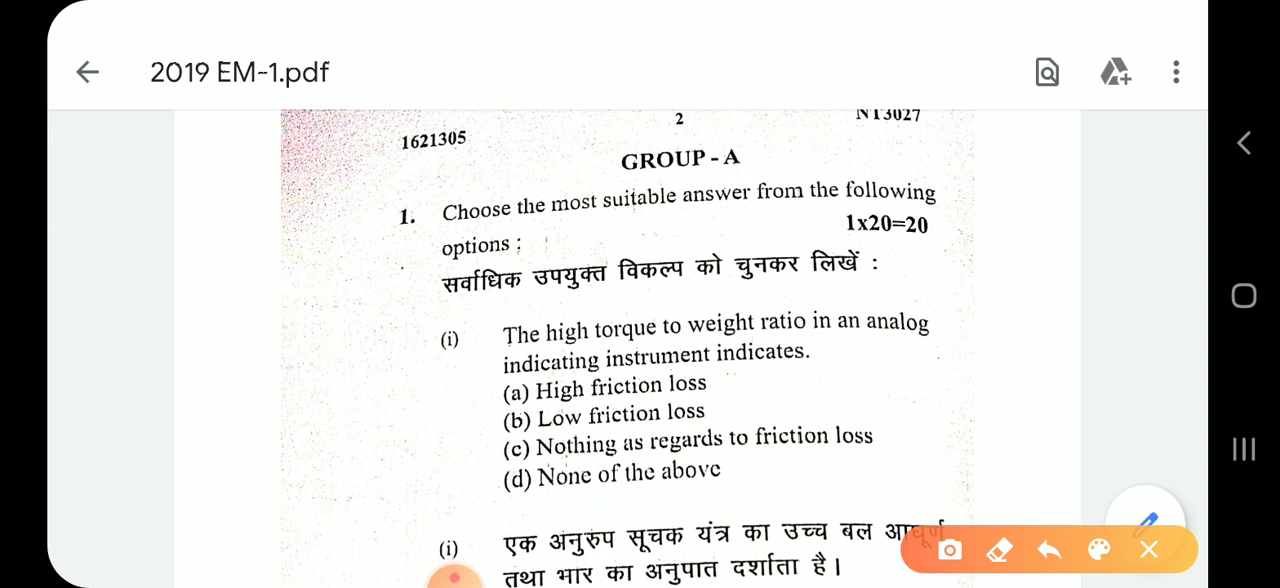 2019 EM-1.pdf
2
NT3027
1621305
GROUP - A
1. Choose the most suitable answer from the following
options :
1x20=20
सर्वाधिक उपयुक्त विकल्प को चुनकर लिखें :
(i) The high torque to weight ratio in an analog
indicating instrument indicates.
(a) High friction loss
(b) Low friction loss
(c) Nothing as regards to friction loss
(d) None of the above
(i) एक अनुरुप सूचक यंत्र का उच्च बल आघूर्ण
तथा भार का अनुपात दर्शाता है।